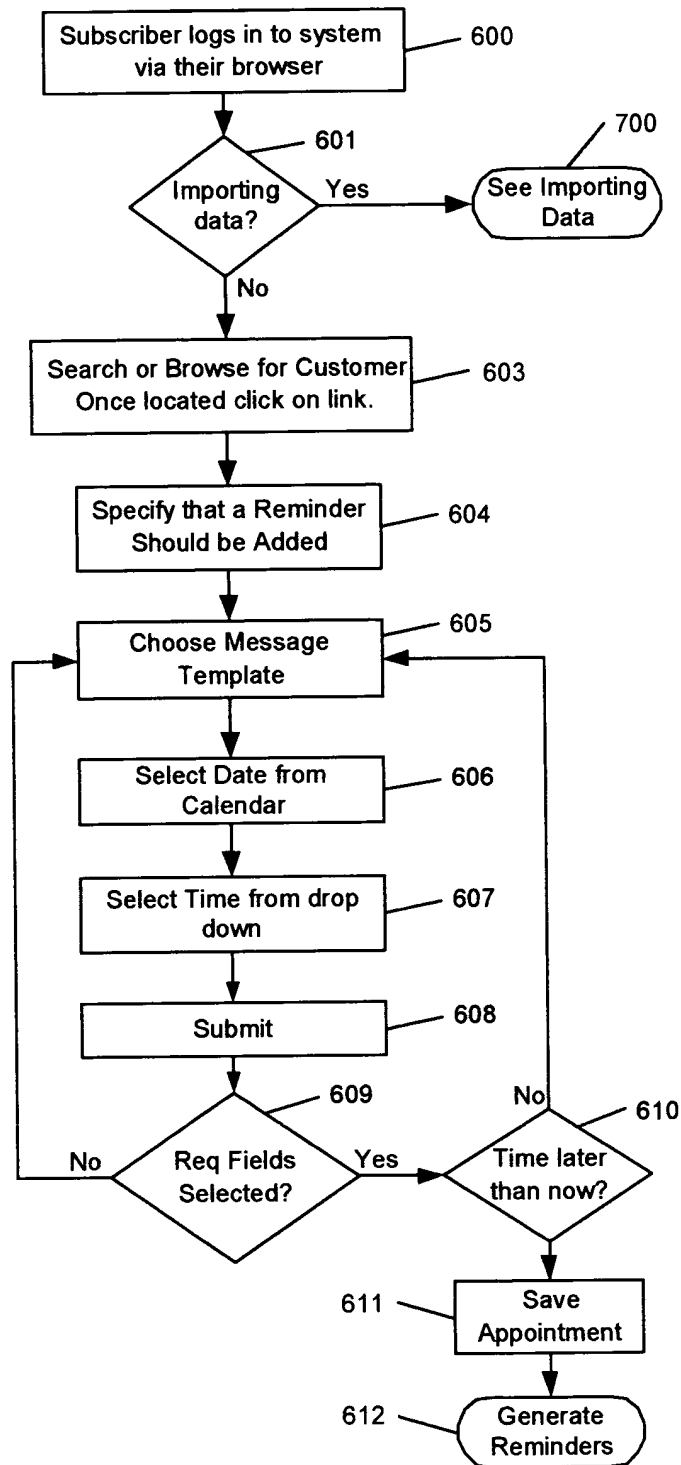 Subscriber logs in to system
via their browser
600
601
Importing
data?
Yes
700
See Importing
Data
No
Search or Browse for Customer
Once located click on link.
603
Specify that a Reminder
Should be Added
604
Choose Message
Template
605
Select Date from
Calendar
606
Select Time from drop
down
607
Submit
608
609
No
Req Fields
Selected?
Yes
No
610
Time later
than now?
611
Save
Appointment
612
Generate
Reminders